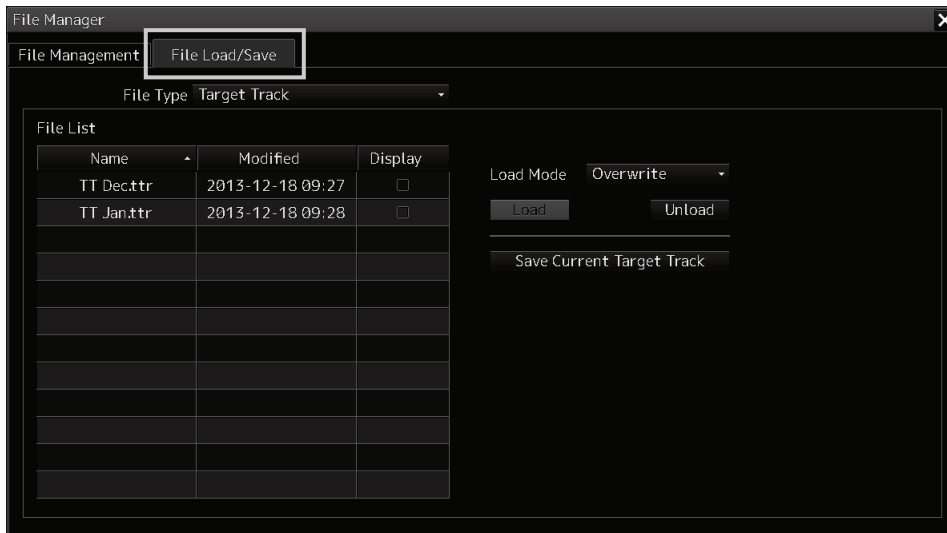 File Manager
File Management File Load/Save
File Type Target Track
File List
Name Modified Display
TT Dec.ttr 2013-12-18 09:27
TT Jan.ttr 2013-12-18 09:28
Load Mode Overwrite
Load Unload
Save Current Target Track